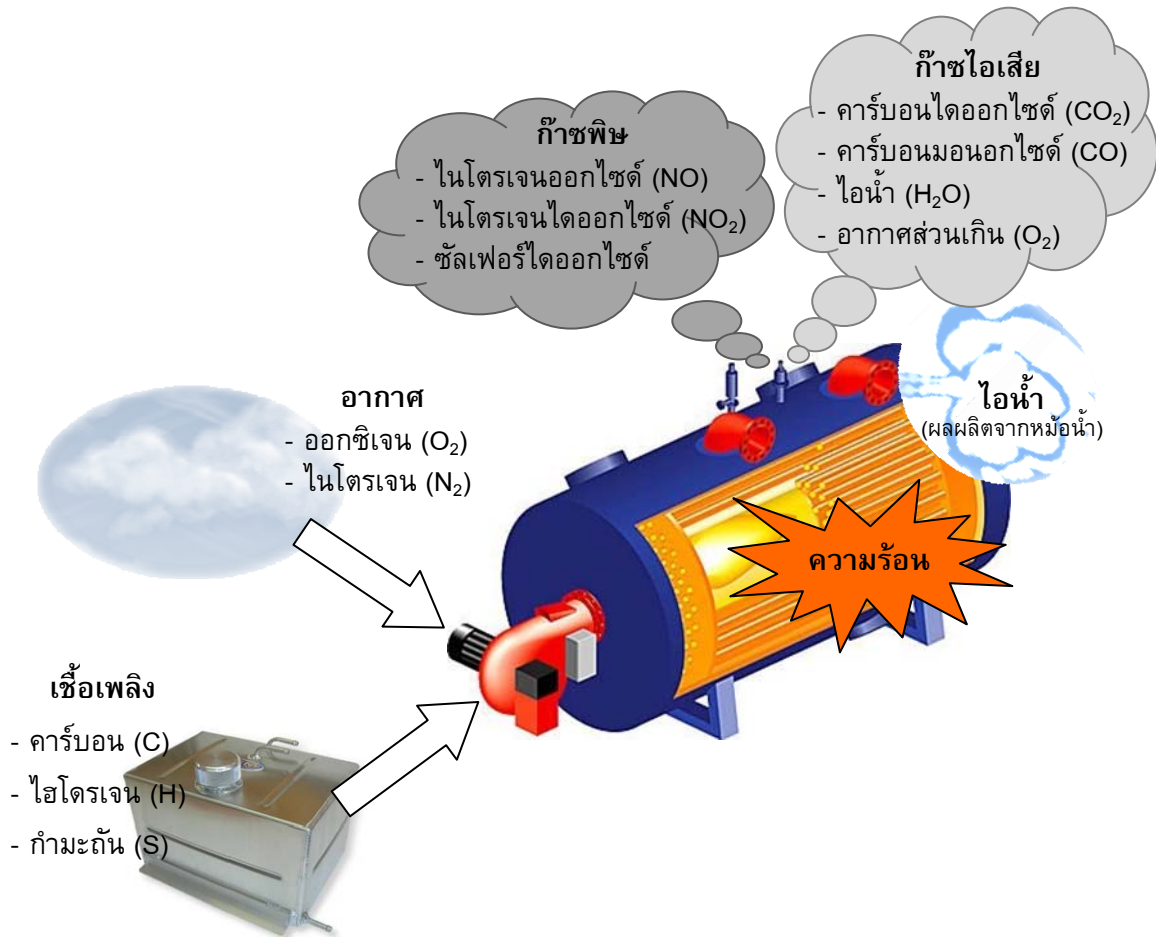 ก๊าซไอเสีย
- คาร์บอนไดออกไซด์ (CO₂)
- คาร์บอนมอนอกไซด์ (CO)
- ไอน้ำ (H₂O)
- อากาศส่วนเกิน (O₂)
ก๊าซพิษ
- ไนโตรเจนออกไซด์ (NO)
- ไนโตรเจนไดออกไซด์ (NO₂)
- ซัลเฟอร์ไดออกไซด์
อากาศ
- ออกซิเจน (O₂)
- ไนโตรเจน (N₂)
ไอน้ำ
(ผลผลิตจากหม้อน้ำ)
ความร้อน
เชื้อเพลิง
- คาร์บอน (C)
- ไฮโดรเจน (H)
- กำมะถัน (S)